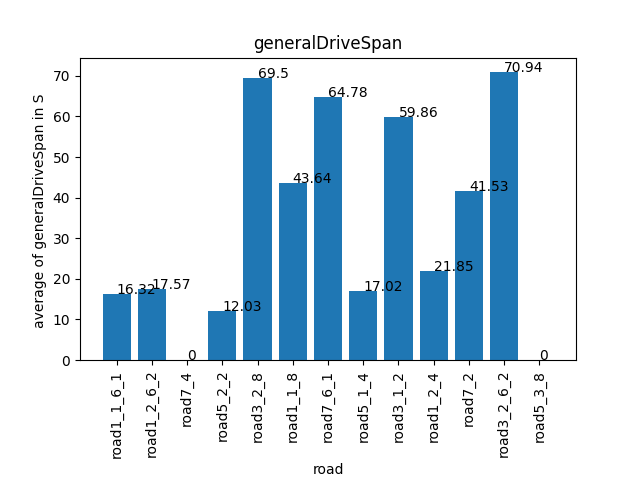 generalDriveSpan
average of generalDriveSpan in S
70
60
50
40
30
20
10
0
16.32
17.57
0
12.03
69.5
43.64
64.78
17.02
59.86
21.85
41.53
70.94
0
road1_1_6_1
road1_2_6_2
road7_4
road5_2_2
road3_2_8
road1_1_8
road7_6_1
road5_1_4
road3_1_2
road1_2_4
road7_2
road3_2_6_2
road5_3_8
road